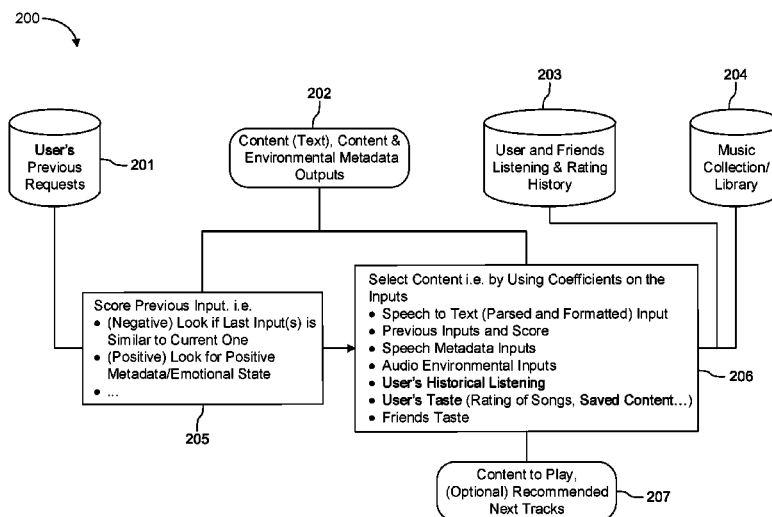 200
202
203
204
User's
Previous
Requests
201
Content (Text), Content &
Environmental Metadata
Outputs
User and Friends
Listening & Rating
History
Music
Collection/
Library
Score Previous Input. i.e.
● (Negative) Look if Last Input(s) is
Similar to Current One
● (Positive) Look for Positive
Metadata/Emotional State
● ...
205
Select Content i.e. by Using Coefficients on the
Inputs
● Speech to Text (Parsed and Formatted) Input
● Previous Inputs and Score
● Speech Metadata Inputs
● Audio Environmental Inputs
● User's Historical Listening
● User's Taste (Rating of Songs, Saved Content...)
● Friends Taste
206
Content to Play,
(Optional) Recommended
Next Tracks
207